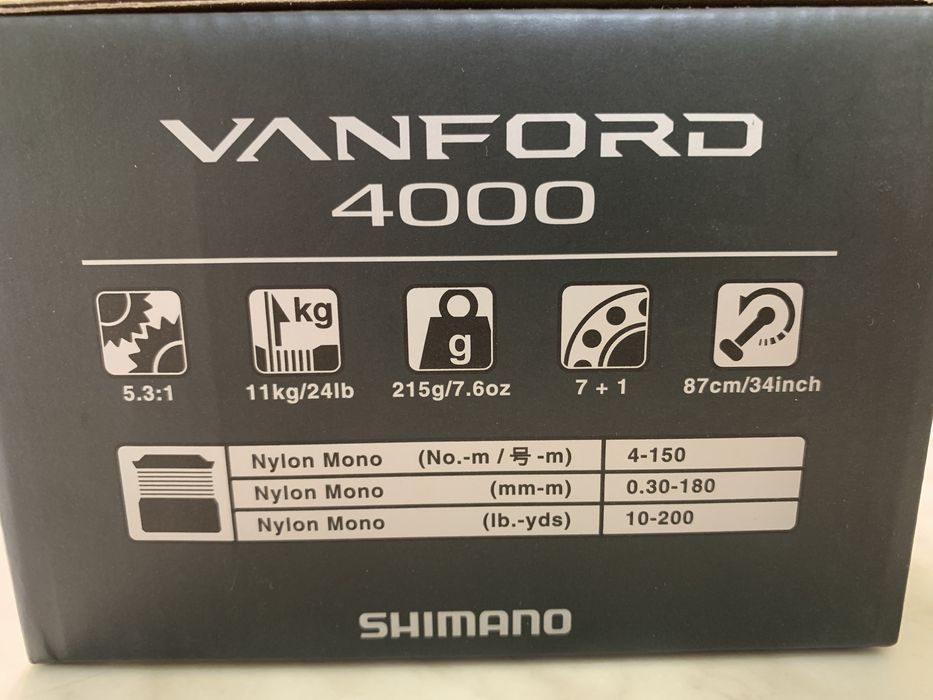 VANFORD
4000
kg
g
5.3:1 11kg/24lb 215g/7.6oz 7 + 1 87cm/34inch
Nylon Mono (No.-m / 号 -m) 4-150
Nylon Mono (mm-m) 0.30-180
Nylon Mono (lb.-yds) 10-200
SHIMANO